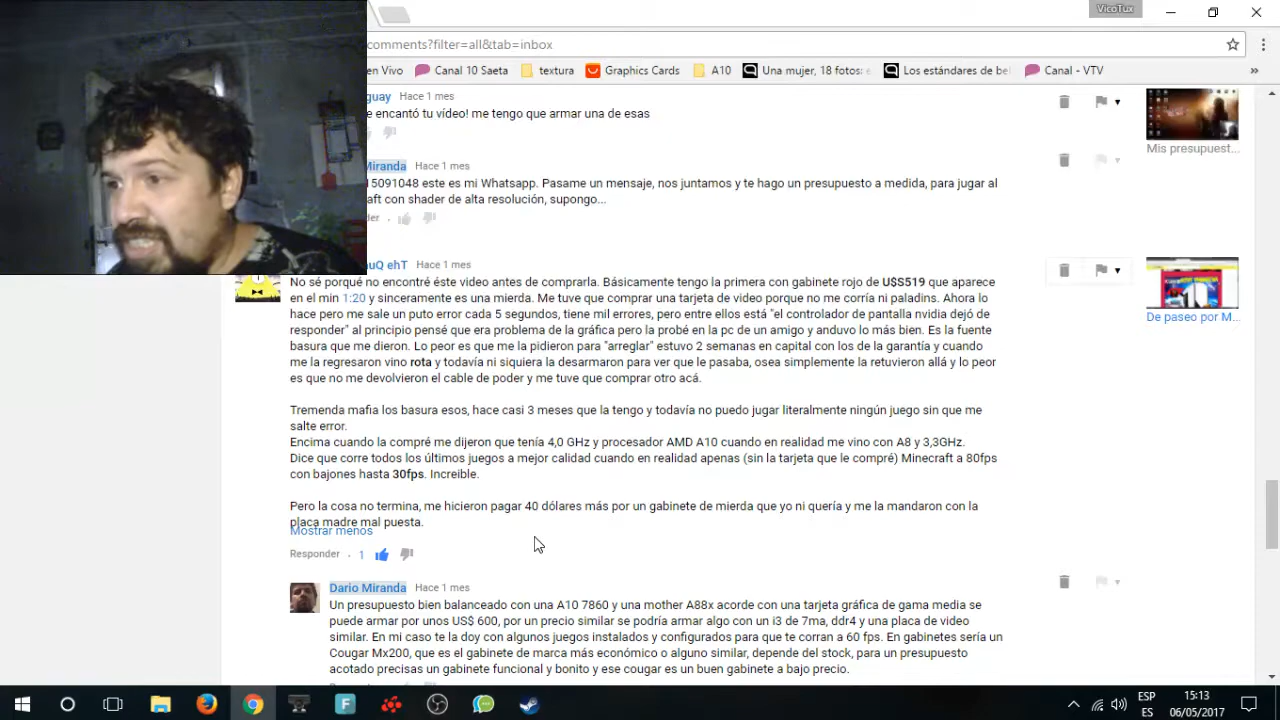 VicoTux
comments?filter=all&tab=inbox
en Vivo
Canal 10 Saeta
textura
Graphics Cards
A10
Una mujer, 18 fotos:
Los estándares de bel
Canal - VTV
»
guay Hace 1 mes
e encantó tu vídeo! me tengo que armar una de esas
Mis presupuest...
Miranda Hace 1 mes
15091048 este es mi Whatsapp. Pasame un mensaje, nos juntamos y te hago un presupuesto a medida, para jugar al
aft con shader de alta resolución, supongo...
der
uQ ehT Hace 1 mes
No sé porqué no encontré éste video antes de comprarla. Básicamente tengo la primera con gabinete rojo de U$S519 que aparece
en el min 1:20 y sinceramente es una mierda. Me tuve que comprar una tarjeta de video porque no me corría ni paladins. Ahora lo
hace pero me sale un puto error cada 5 segundos, tiene mil errores, pero entre ellos está "el controlador de pantalla nvidia dejó de
responder" al principio pensé que era problema de la gráfica pero la probé en la pc de un amigo y anduvo lo más bien. Es la fuente
basura que me dieron. Lo peor es que me la pidieron para "arreglar" estuvo 2 semanas en capital con los de la garantía y cuando
me la regresaron vino rota y todavía ni siquiera la desarmaron para ver que le pasaba, osea simplemente la retuvieron allá y lo peor
es que no me devolvieron el cable de poder y me tuve que comprar otro acá.
De paseo por M...
Tremenda mafia los basura esos, hace casi 3 meses que la tengo y todavía no puedo jugar literalmente ningún juego sin que me
salte error.
Encima cuando la compré me dijeron que tenía 4,0 GHz y procesador AMD A10 cuando en realidad me vino con A8 y 3,3GHz.
Dice que corre todos los últimos juegos a mejor calidad cuando en realidad apenas (sin la tarjeta que le compré) Minecraft a 80fps
con bajones hasta 30fps. Increible.
Pero la cosa no termina, me hicieron pagar 40 dólares más por un gabinete de mierda que yo ni quería y me la mandaron con la
placa madre mal puesta.
Mostrar menos
Responder · 1
Dario Miranda Hace 1 mes
Un presupuesto bien balanceado con una A10 7860 y una mother A88x acorde con una tarjeta gráfica de gama media se
puede armar por unos US$ 600, por un precio similar se podría armar algo con un i3 de 7ma, ddr4 y una placa de video
similar. En mi caso te la doy con algunos juegos instalados y configurados para que te corran a 60 fps. En gabinetes sería un
Cougar Mx200, que es el gabinete de marca más económico o alguno similar, depende del stock, para un presupuesto
acotado precisas un gabinete funcional y bonito y ese cougar es un buen gabinete a bajo precio.
ESP
ES
15:13
06/05/2017